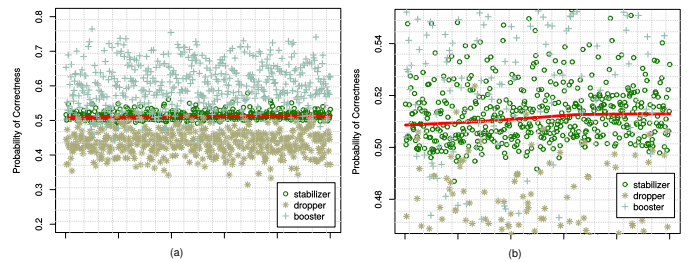 Probability of Correctness
0.8
0.7
0.6
0.5
0.4
0.3
0.2
stabilizer
dropper
booster
(a)
Probability of Correctness
0.54
0.52
0.50
0.48
stabilizer
dropper
booster
(b)